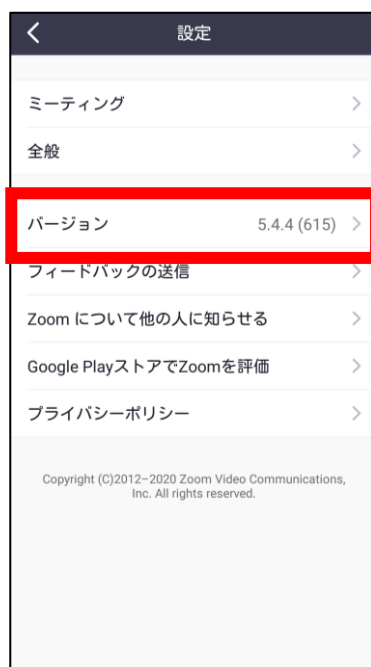 設定
ミーティング
全般
バージョン 5.4.4 (615)
フィードバックの送信
Zoom について他の人に知らせる
Google PlayストアでZoomを評価
プライバシーポリシー
Copyright (C)2012-2020 Zoom Video Communications,
Inc. All rights reserved.